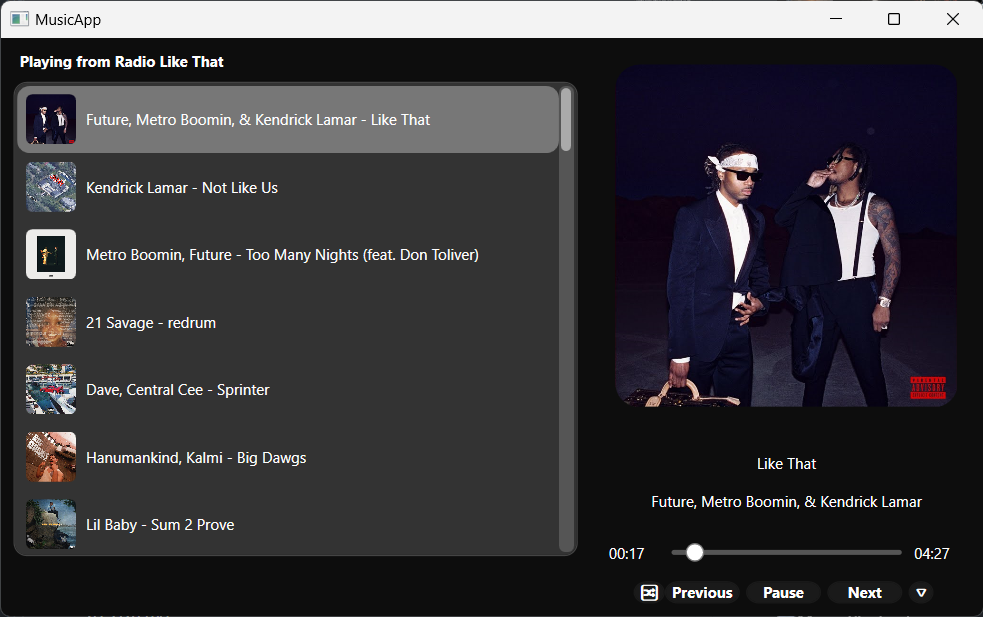 MusicApp
Playing from Radio Like That
Future, Metro Boomin, & Kendrick Lamar - Like That
Kendrick Lamar - Not Like Us
Metro Boomin, Future - Too Many Nights (feat. Don Toliver)
21 Savage - redrum
Dave, Central Cee - Sprinter
Hanumankind, Kalmi - Big Dawgs
Lil Baby - Sum 2 Prove
Like That
Future, Metro Boomin, & Kendrick Lamar
00:17
04:27
Previous
Pause
Next